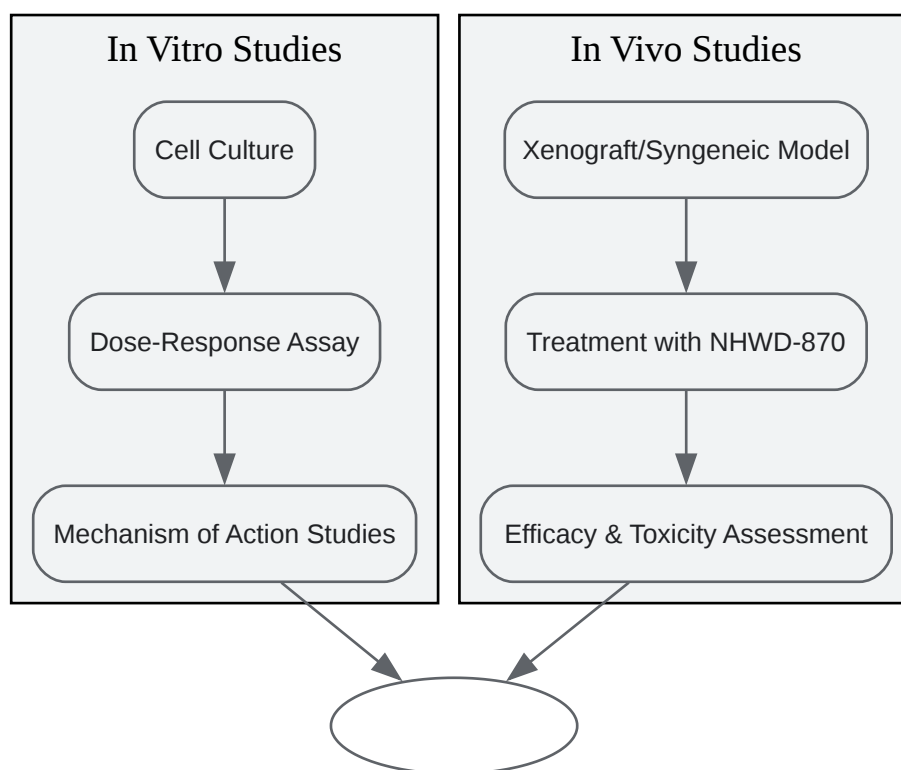 In Vitro Studies
Cell Culture
Dose-Response Assay
Mechanism of Action Studies
In Vivo Studies
Xenograft/Syngeneic Model
Treatment with NHWD-870
Efficacy & Toxicity Assessment